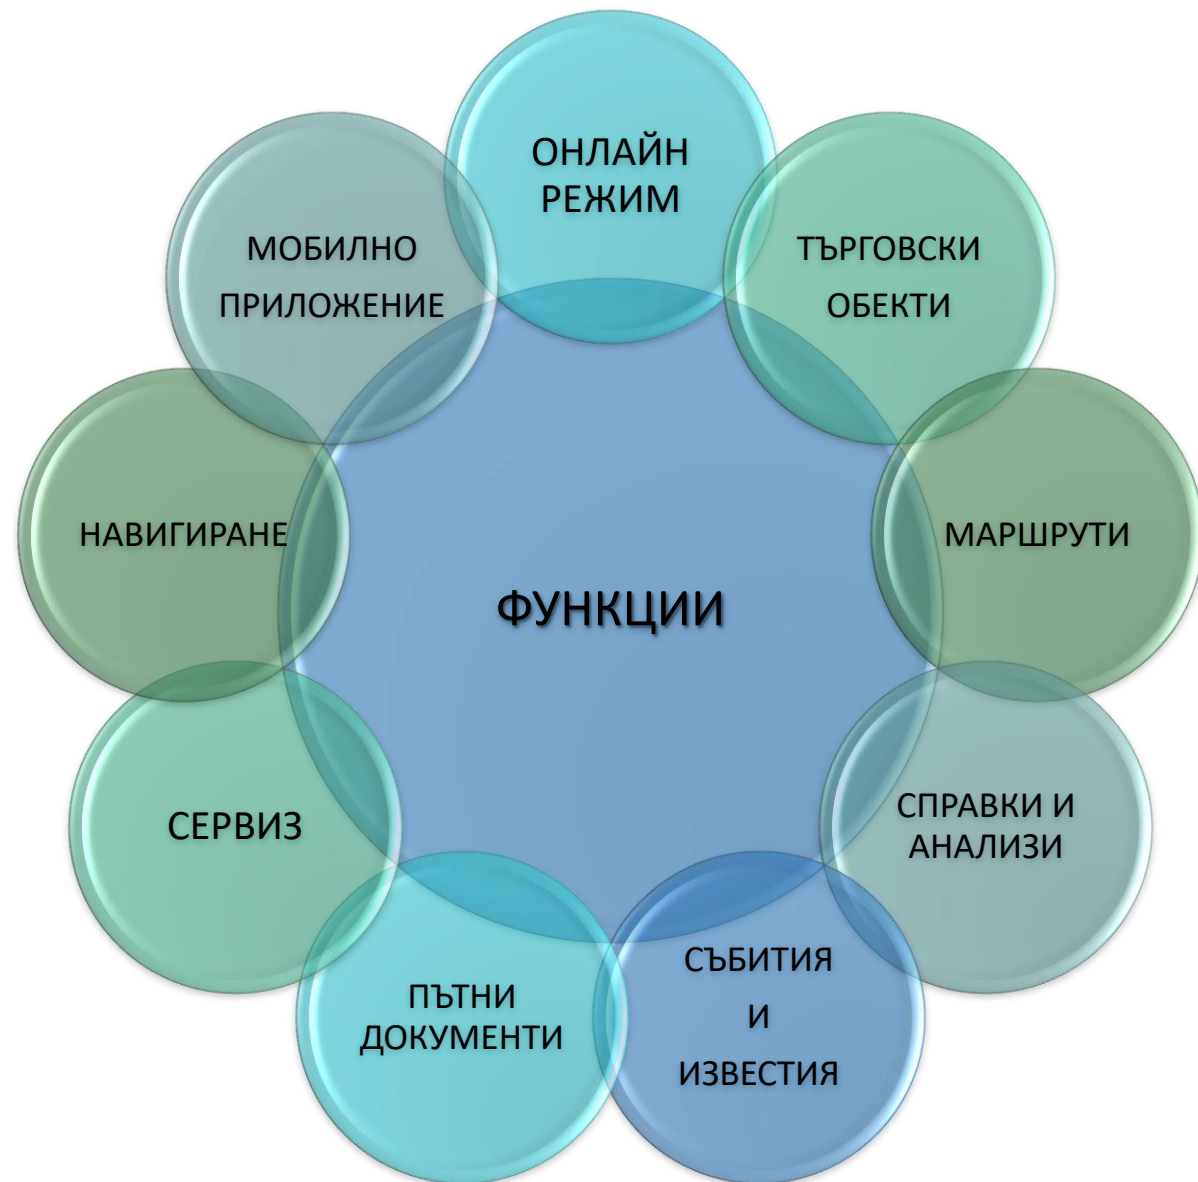 ОНЛАЙН
РЕЖИМ
ТЪРГОВСКИ
ОБЕКТИ
МАРШРУТИ
СПРАВКИ И
АНАЛИЗИ
СЪБИТИЯ
И
ИЗВЕСТИЯ
ПЪТНИ
ДОКУМЕНТИ
СЕРВИЗ
НАВИГИРАНЕ
МОБИЛНО
ПРИЛОЖЕНИЕ
ФУНКЦИИ